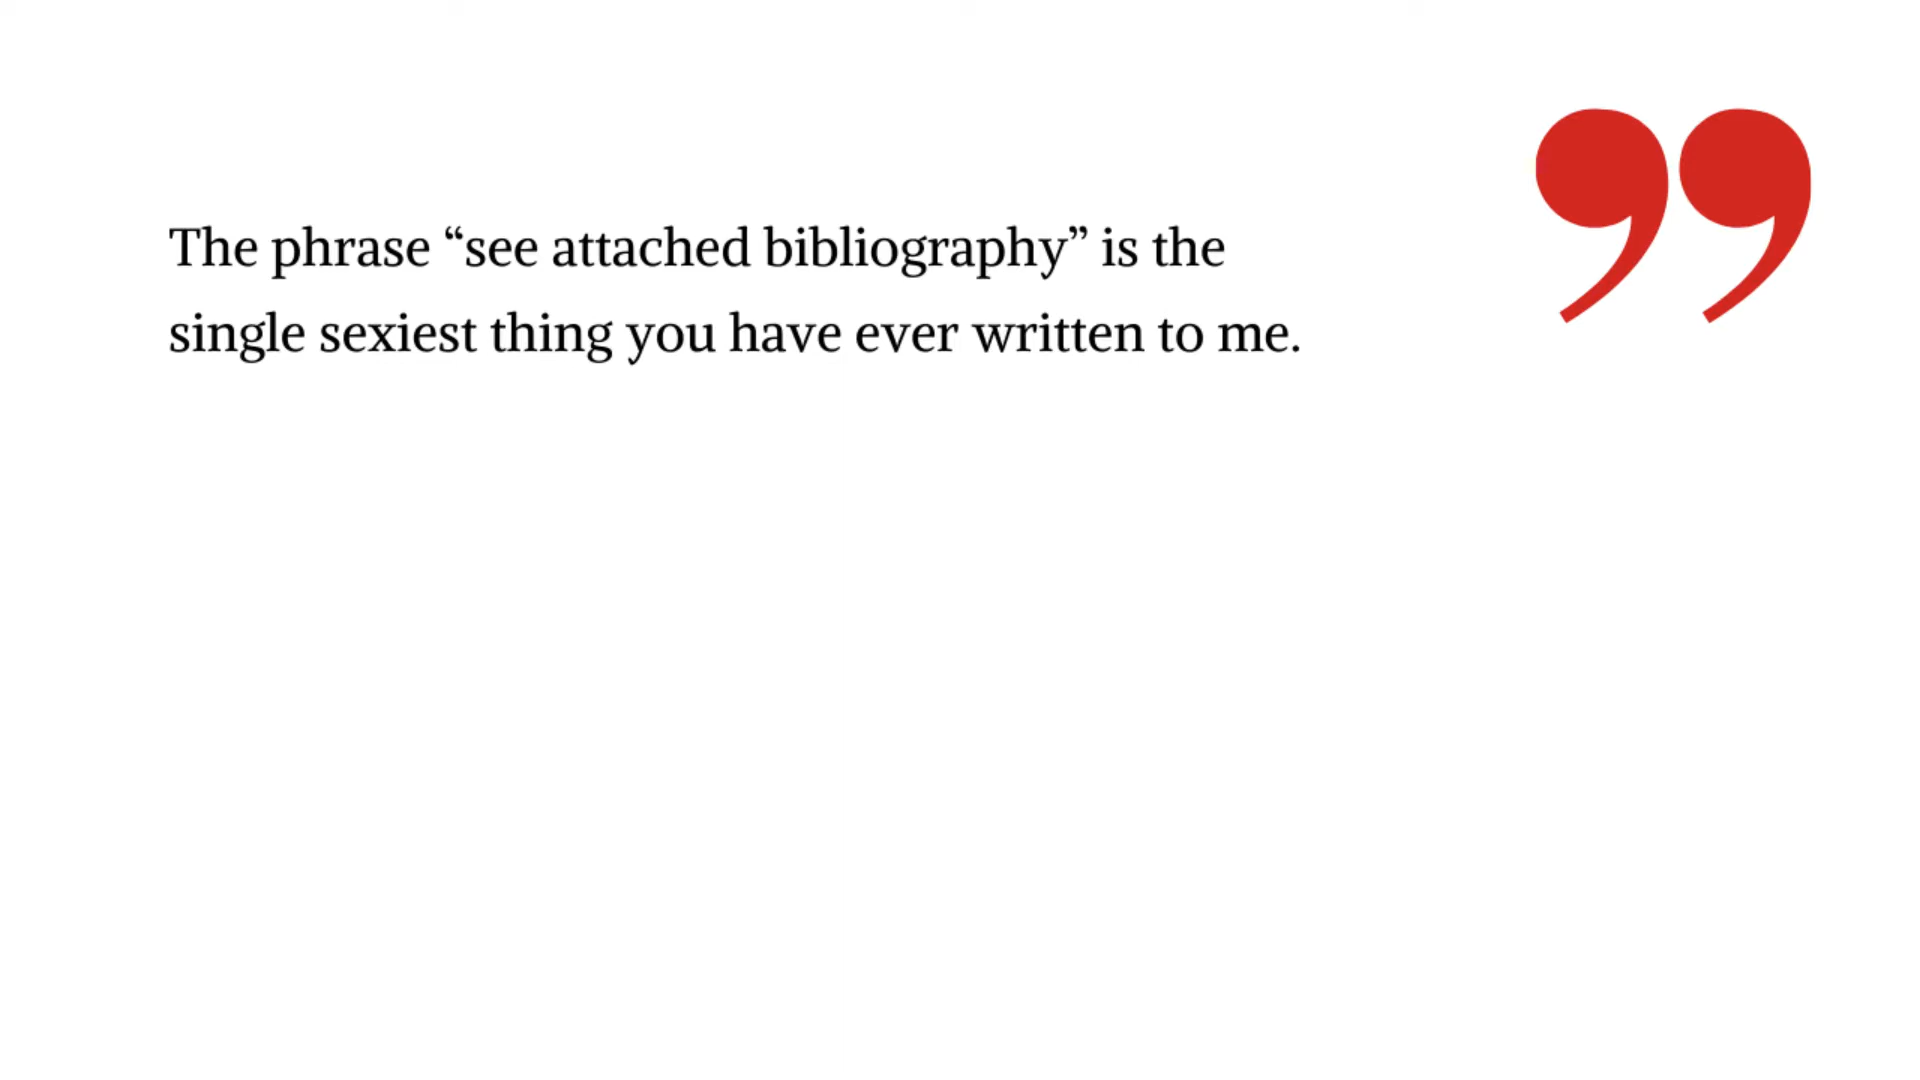 The phrase “see attached bibliography” is the
single sexiest thing you have ever written to me.